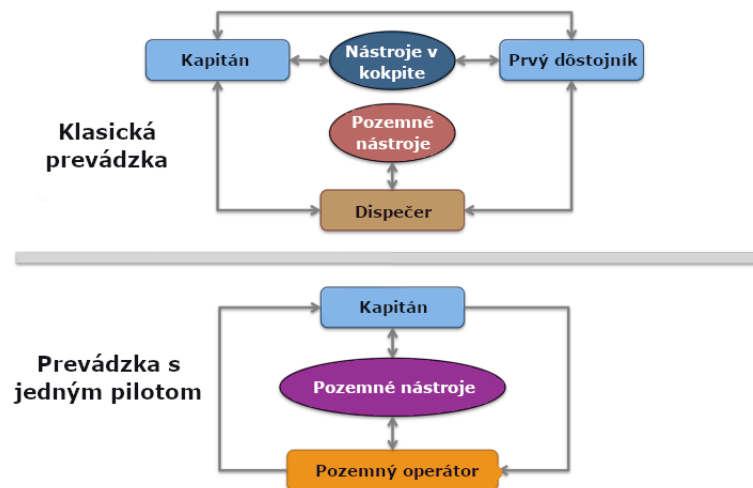 Kapitán
Nástroje v
kokpite
Prvý dôstojník
Pozemné
nástroje
Klasická
prevádzka
Dispečer
Kapitán
Prevádzka s
jedným pilotom
Pozemné nástroje
Pozemný operátor